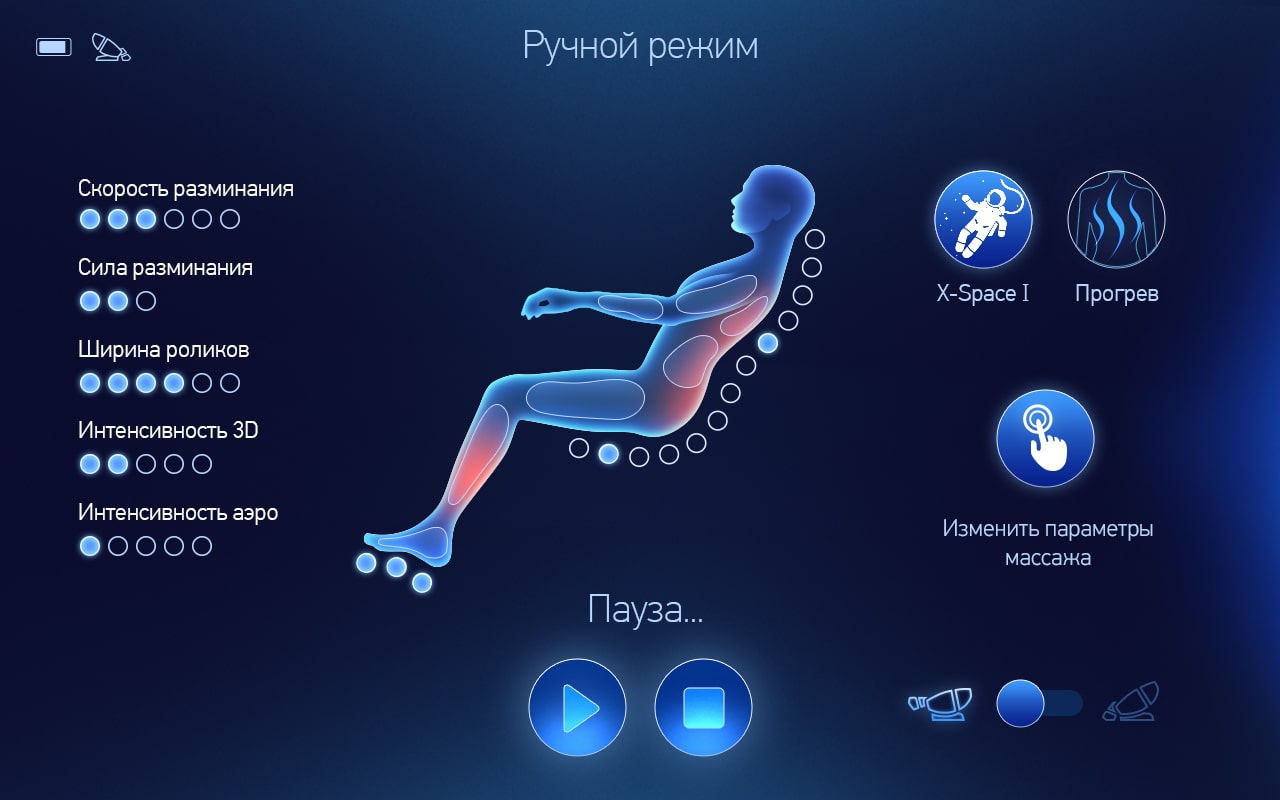 Ручной режим
Скорость разминания
Сила разминания
Ширина роликов
Интенсивность 3D
Интенсивность аэро
X-Space I
Прогрев
Изменить параметры
массажа
Пауза...